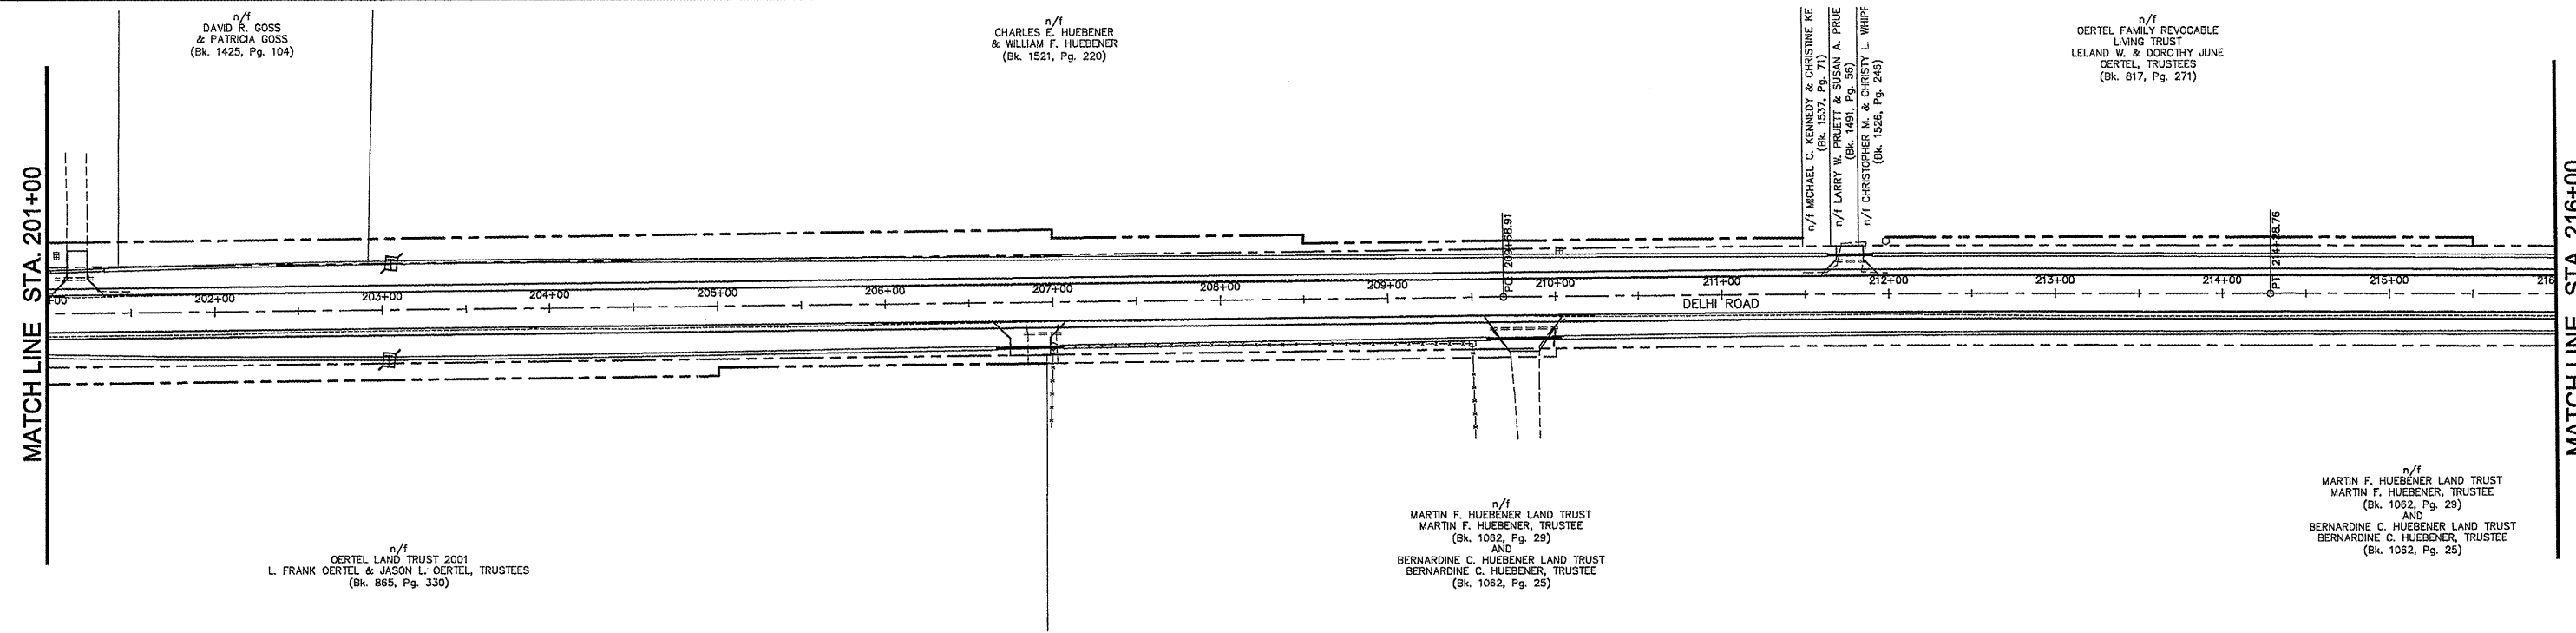 n/f
DAVID R. GOSS
& PATRICIA GOSS
(Bk. 1425, Pg. 104)
n/f
CHARLES E. HUEBENER
& WILLIAM F. HUEBENER
(Bk. 1521, Pg. 220)
n/f MICHAEL C. KENNEDY & CHRISTINE KE
(Bk. 1537, Pg. 71)
n/f LARRY W. PRUETT & SUSAN A. PRUE
(Bk. 1491, Pg. 56)
n/f CHRISTOPHER M. & CHRISTY L. WHIPF
(Bk. 1526, Pg. 246)
n/f
OERTEL FAMILY REVOCABLE
LIVING TRUST
LELAND W. & DOROTHY JUNE
OERTEL, TRUSTEES
(Bk. 817, Pg. 271)
MATCH LINE STA. 201+00
+00
202+00
203+00
204+00
205+00
206+00
207+00
208+00
209+00
PC 209+68.91
210+00
211+00
212+00
213+00
214+00
PT 214+28.76
215+00
216
DELHI ROAD
MATCH LINE STA. 216+00
n/f
OERTEL LAND TRUST 2001
L. FRANK OERTEL & JASON L. OERTEL, TRUSTEES
(Bk. 865, Pg. 330)
n/f
MARTIN F. HUEBENER LAND TRUST
MARTIN F. HUEBENER, TRUSTEE
(Bk. 1062, Pg. 29)
AND
BERNARDINE C. HUEBENER LAND TRUST
BERNARDINE C. HUEBENER, TRUSTEE
(Bk. 1062, Pg. 25)
n/f
MARTIN F. HUEBENER LAND TRUST
MARTIN F. HUEBENER, TRUSTEE
(Bk. 1062, Pg. 29)
AND
BERNARDINE C. HUEBENER LAND TRUST
BERNARDINE C. HUEBENER, TRUSTEE
(Bk. 1062, Pg. 25)